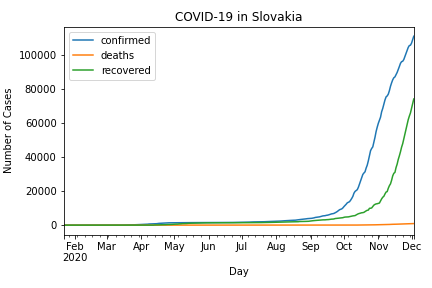 COVID-19 in Slovakia
confirmed
deaths
recovered
100000
80000
60000
40000
20000
0
Number of Cases
Feb Mar Apr May Jun Jul Aug Sep Oct Nov Dec
2020
Day